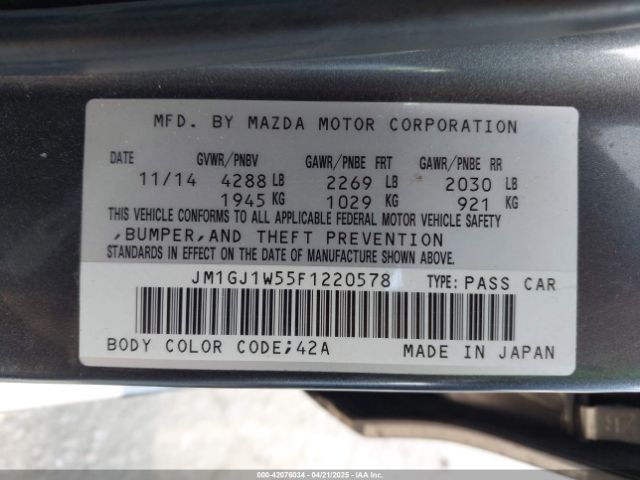 MFD. BY MAZDA MOTOR CORPORATION
DATE GVWR/PNBV GAWR/PNBE FRT GAWR/PNBE RR
11/14 4288 LB 2269 LB 2030 LB
1945 KG 1029 KG 921 KG
THIS VEHICLE CONFORMS TO ALL APPLICABLE FEDERAL MOTOR VEHICLE SAFETY
,BUMPER,AND THEFT PREVENTION
STANDARDS IN EFFECT ON THE DATE OF MANUFACTURE SHOWN ABOVE.
JM1GJ1W55F1220578 TYPE: PASS CAR
BODY COLOR CODE;42A MADE IN JAPAN
000-42076034 - 04/21/2025 - IAA Inc.